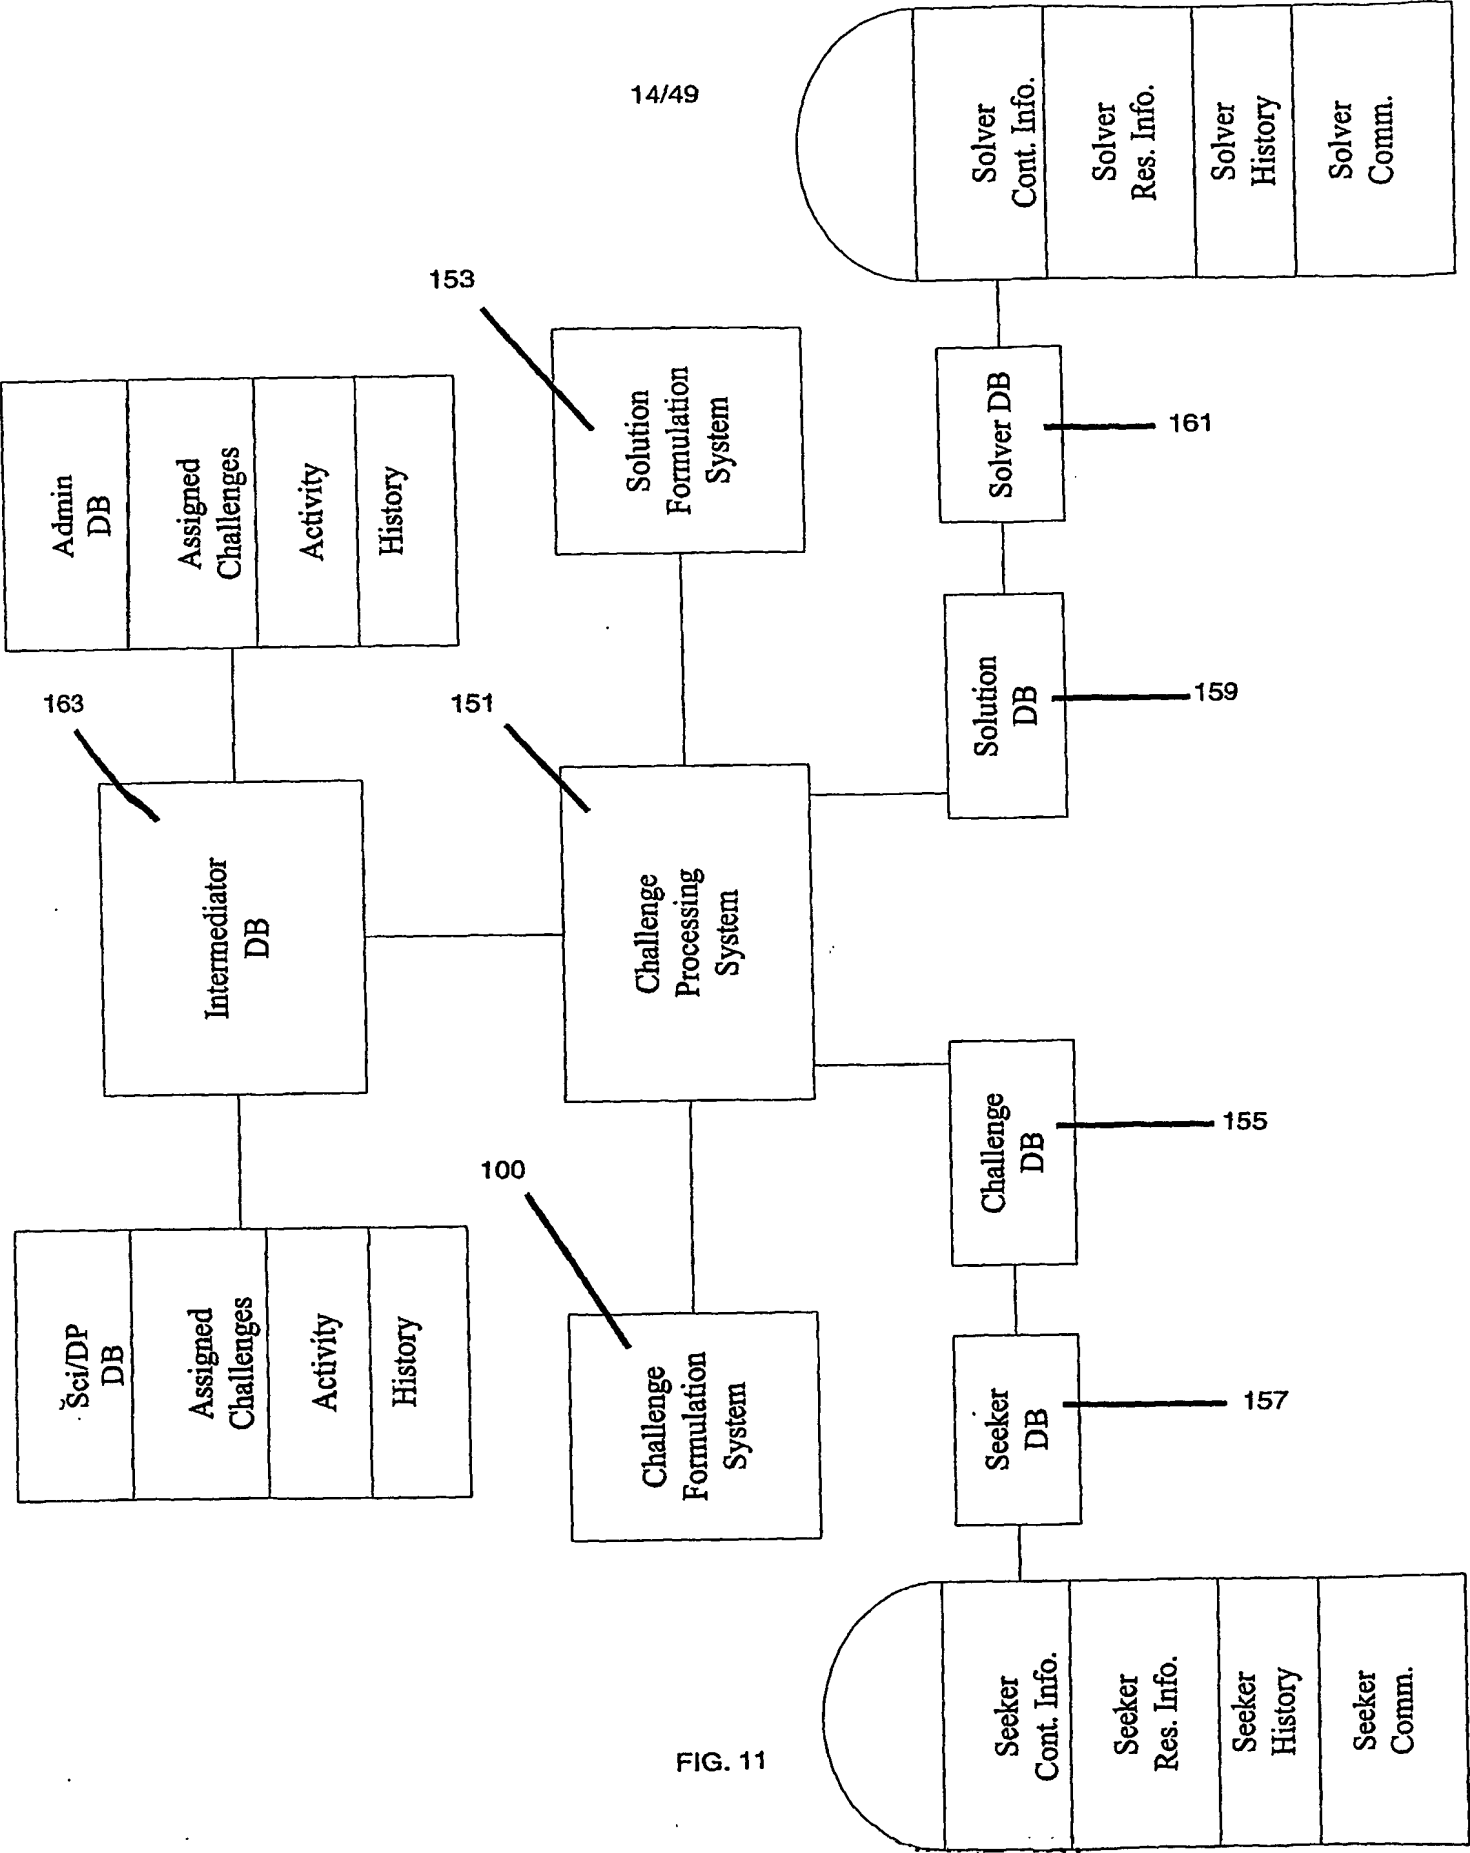 14/49
Solver
Cont. Info.
Solver
Res. Info.
Solver
History
Solver
Comm.
153
Admin
DB
Assigned
Challenges
Activity
History
Solution
Formulation
System
Solver DB
161
163
151
Solution
DB
159
Intermediator
DB
Challenge
Processing
System
100
Challenge
DB
155
Sci/DP
DB
Assigned
Challenges
Activity
History
Challenge
Formulation
System
Seeker
DB
157
Seeker
Cont. Info.
Seeker
Res. Info.
Seeker
History
Seeker
Comm.
FIG. 11